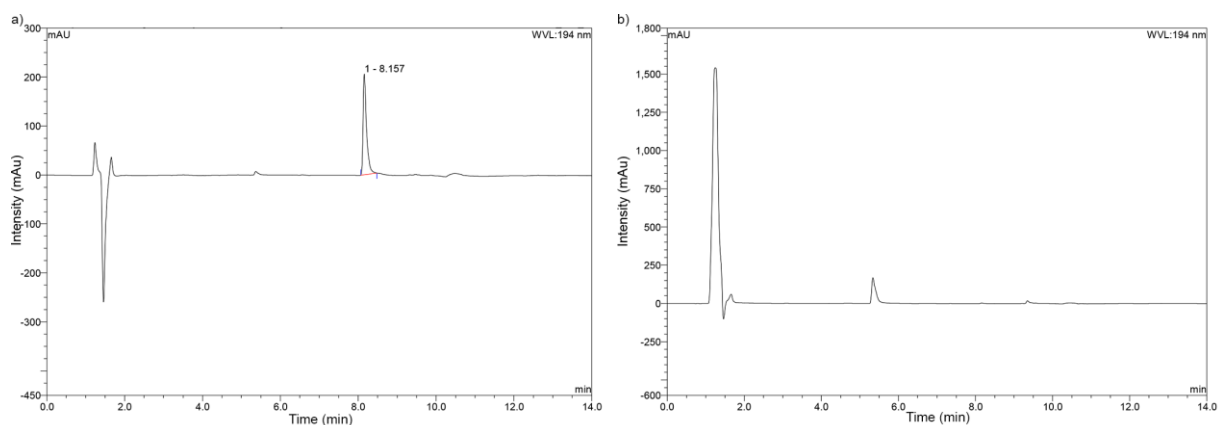 a)
300
mAU
WVL:194 nm
1 - 8.157
200
100
0
-100
-200
-300
-450
Intensity (mAu)
min
0.0 2.0 4.0 6.0 8.0 10.0 12.0 14.0
Time (min)
b)
1,800
mAU
WVL:194 nm
1,500
1,250
1,000
750
500
250
0
-250
-600
Intensity (mAu)
min
0.0 2.0 4.0 6.0 8.0 10.0 12.0 14.0
Time (min)